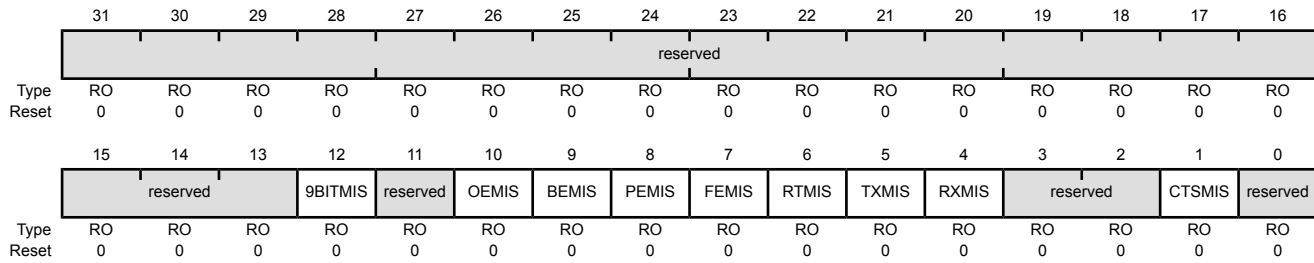 31 30 29 28 27 26 25 24 23 22 21 20 19 18 17 16
reserved
Type RO RO RO RO RO RO RO RO RO RO RO RO RO RO RO RO
Reset 0 0 0 0 0 0 0 0 0 0 0 0 0 0 0 0
15 14 13 12 11 10 9 8 7 6 5 4 3 2 1 0
reserved 9BITMIS reserved OEMIS BEMIS PEMIS FEMIS RTMIS TXMIS RXMIS reserved CTSMIS reserved
Type RO RO RO RO RO RO RO RO RO RO RO RO RO RO RO RO
Reset 0 0 0 0 0 0 0 0 0 0 0 0 0 0 0 0